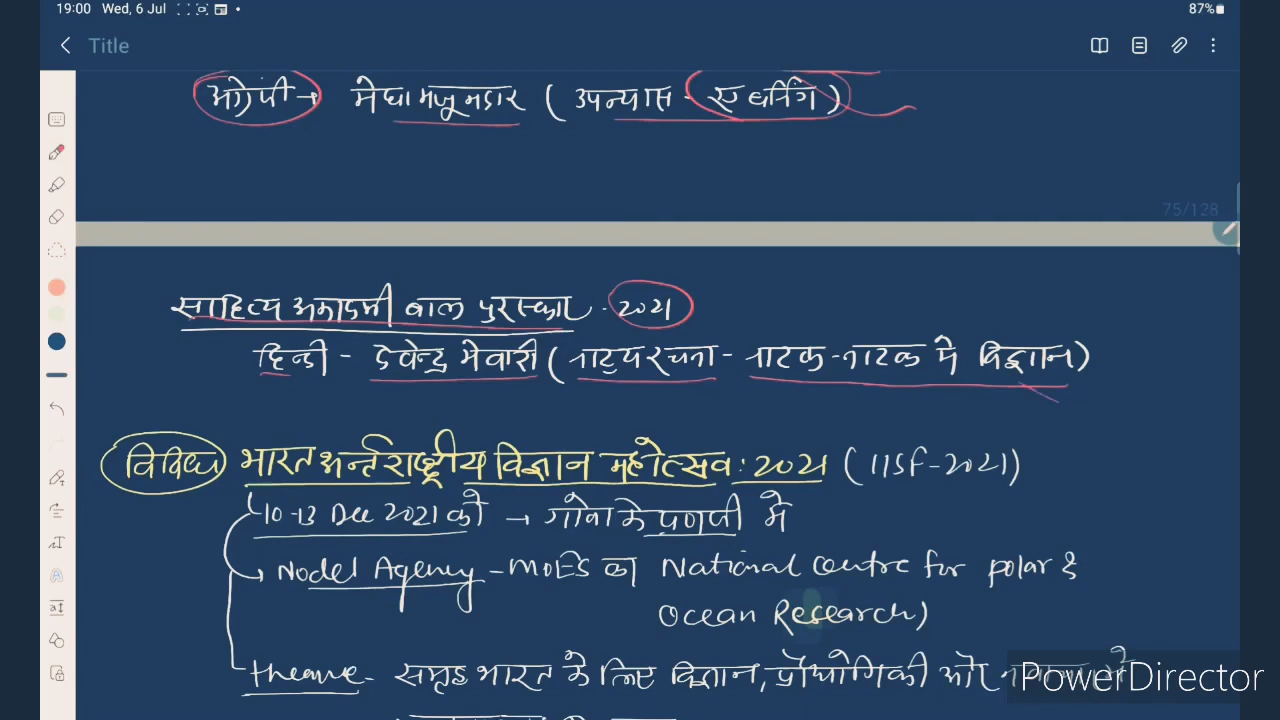 19:00 Wed, 6 Jul
87%
Title
अंग्रेजी → मेघा मजूमदार ( उपन्यास - ए बर्निंग )
75/128
साहित्य अकादमी बाल पुरस्कार. 2021
हिन्दी - देवेन्द्र मेवारी ( नाट्यरचना - नाटक-नाटक में विज्ञान )
विविध भारत अर्न्तराष्ट्रीय विज्ञान महोत्सव : 2021 ( IISF-2021)
10-13 Dec 2021 को → गोवा के पणजी में
→ Nodel Agency - MoES का National Centre for polar &
Ocean Research)
theme - समृद्ध भारत के लिए विज्ञान, प्रौद्योगिकी और
PowerDirector